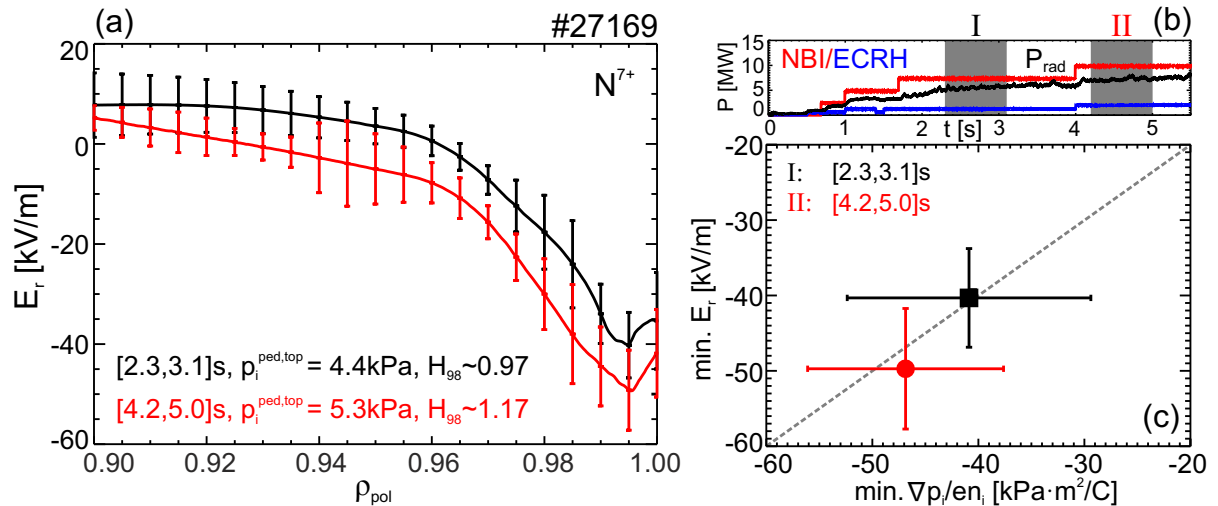 (a)
#27169
N⁷⁺
E_r [kV/m]
20
0
-20
-40
-60
[2.3,3.1]s, p_i^ped,top = 4.4kPa, H₉₈~0.97
[4.2,5.0]s, p_i^ped,top = 5.3kPa, H₉₈~1.17
0.90 0.92 0.94 0.96 0.98 1.00
ρ_pol
I II (b)
P [MW]
15
10
5
0
NBI/ECRH P_rad
0 1 2 3 4 5
t [s]
min. E_r [kV/m]
-20
-30
-40
-50
-60
I: [2.3,3.1]s
II: [4.2,5.0]s
(c)
-60 -50 -40 -30 -20
min. ∇p_i/en_i [kPa·m²/C]